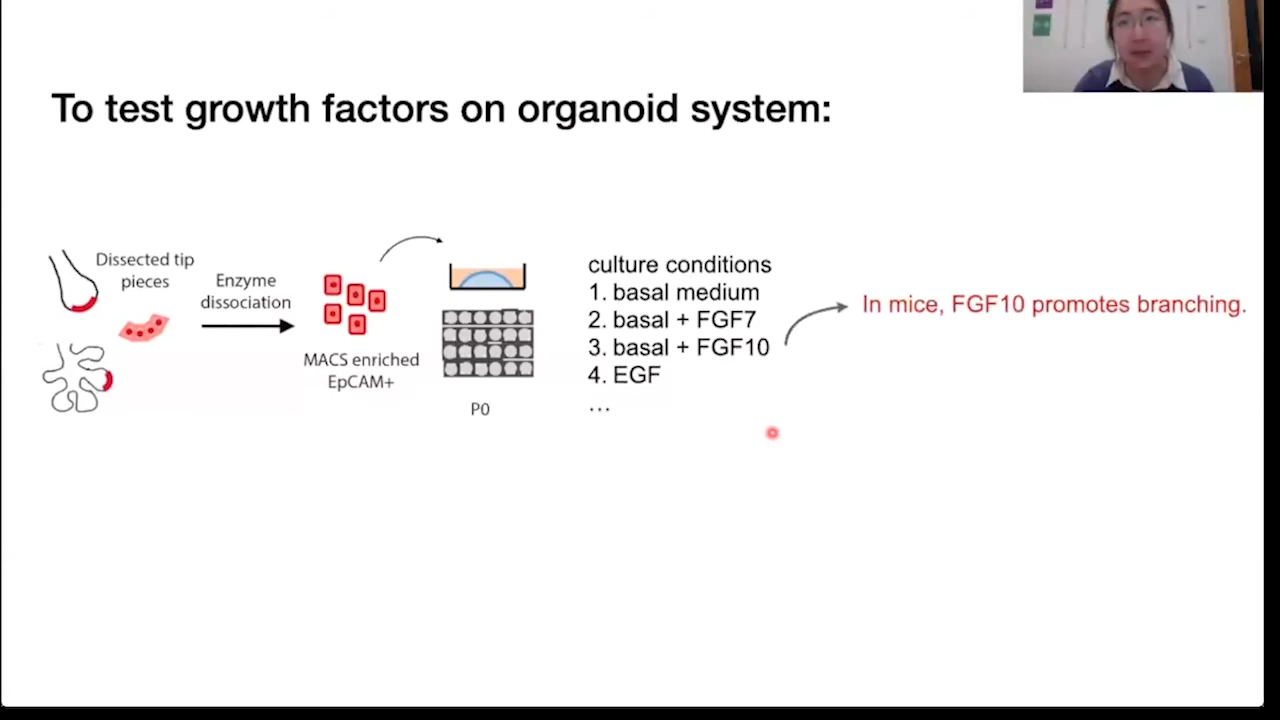 To test growth factors on organoid system:
Dissected tip
pieces
Enzyme
dissociation
MACS enriched
EpCAM+
P0
culture conditions
1. basal medium
2. basal + FGF7
3. basal + FGF10
4. EGF
...
In mice, FGF10 promotes branching.